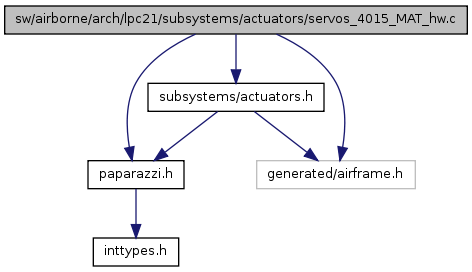 sw/airborne/arch/lpc21/subsystems/actuators/servos_4015_MAT_hw.c
subsystems/actuators.h
paparazzi.h
generated/airframe.h
inttypes.h